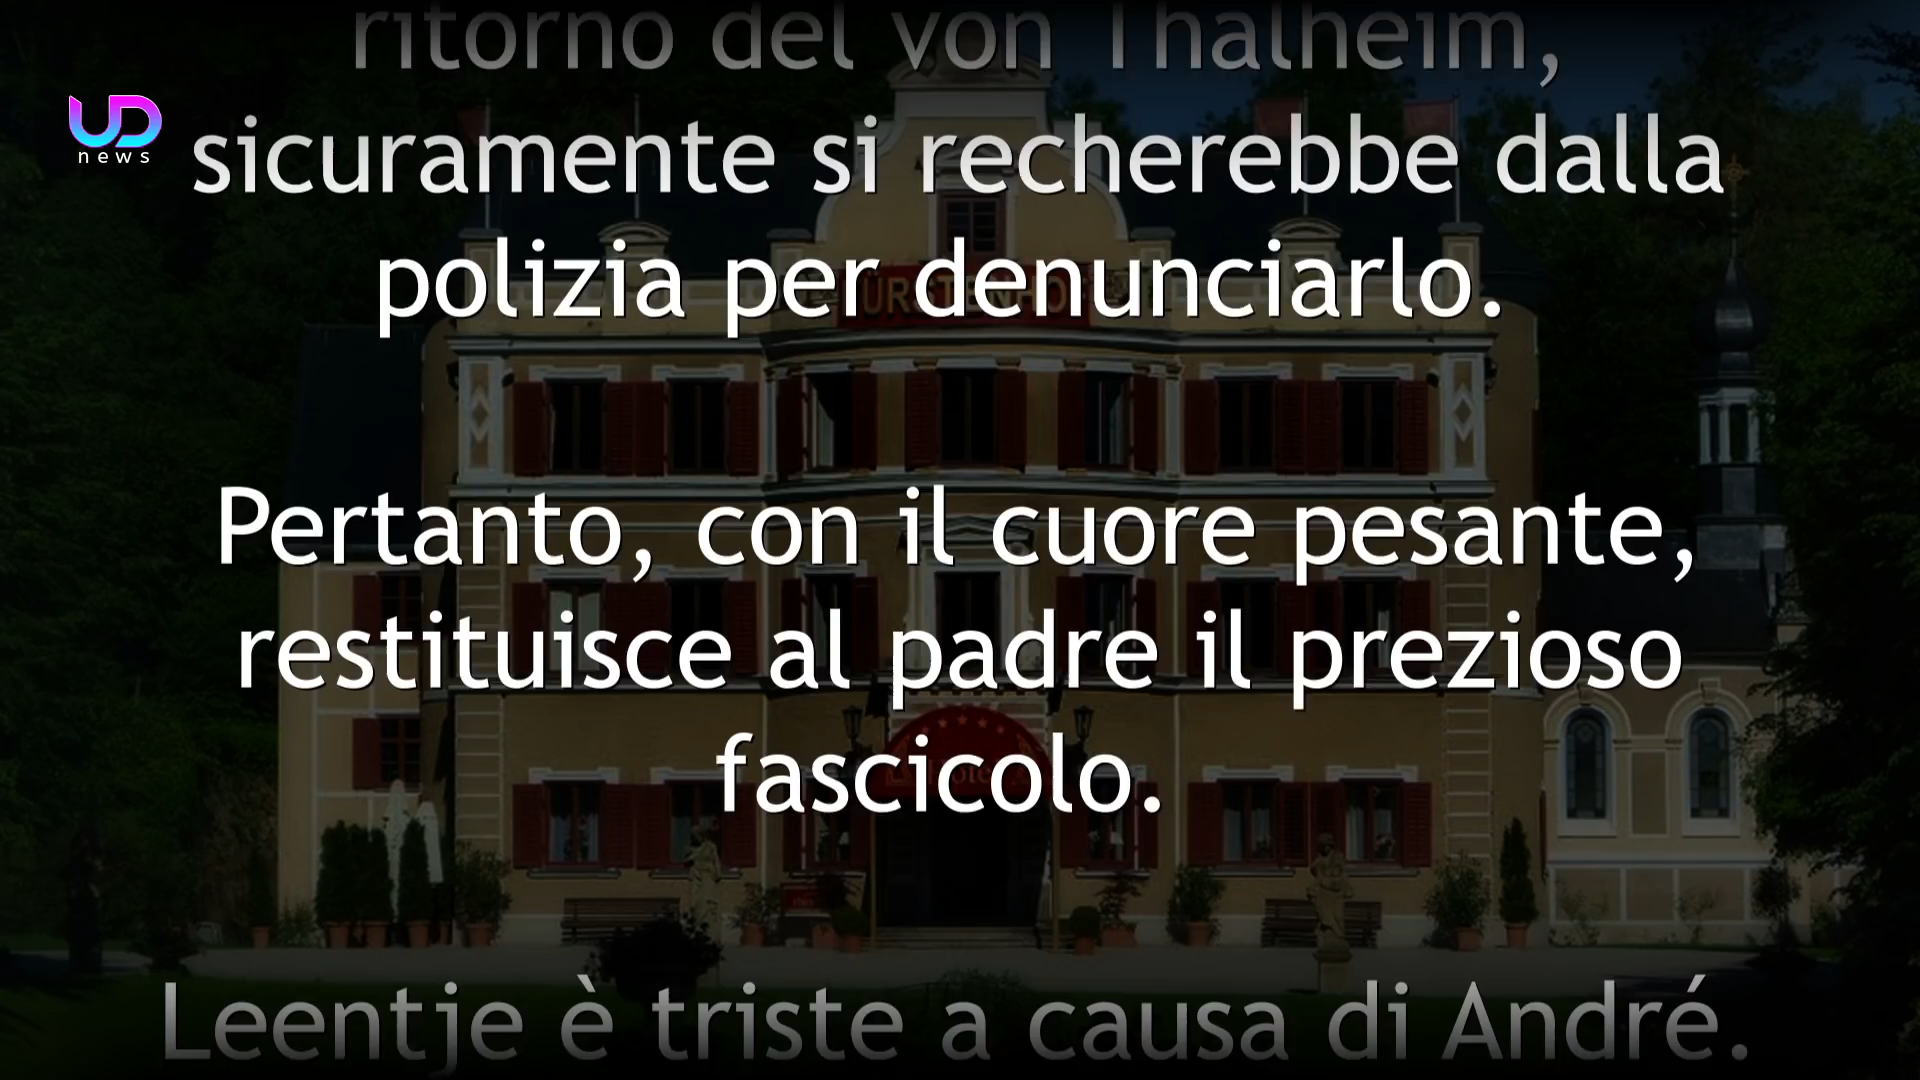 ritorno del von Thalheim,
UD
news
sicuramente si recherebbe dalla
polizia per denunciarlo.
FÜRSTENHOF
Pertanto, con il cuore pesante,
restituisce al padre il prezioso
fascicolo.
Leentje è triste a causa di André.